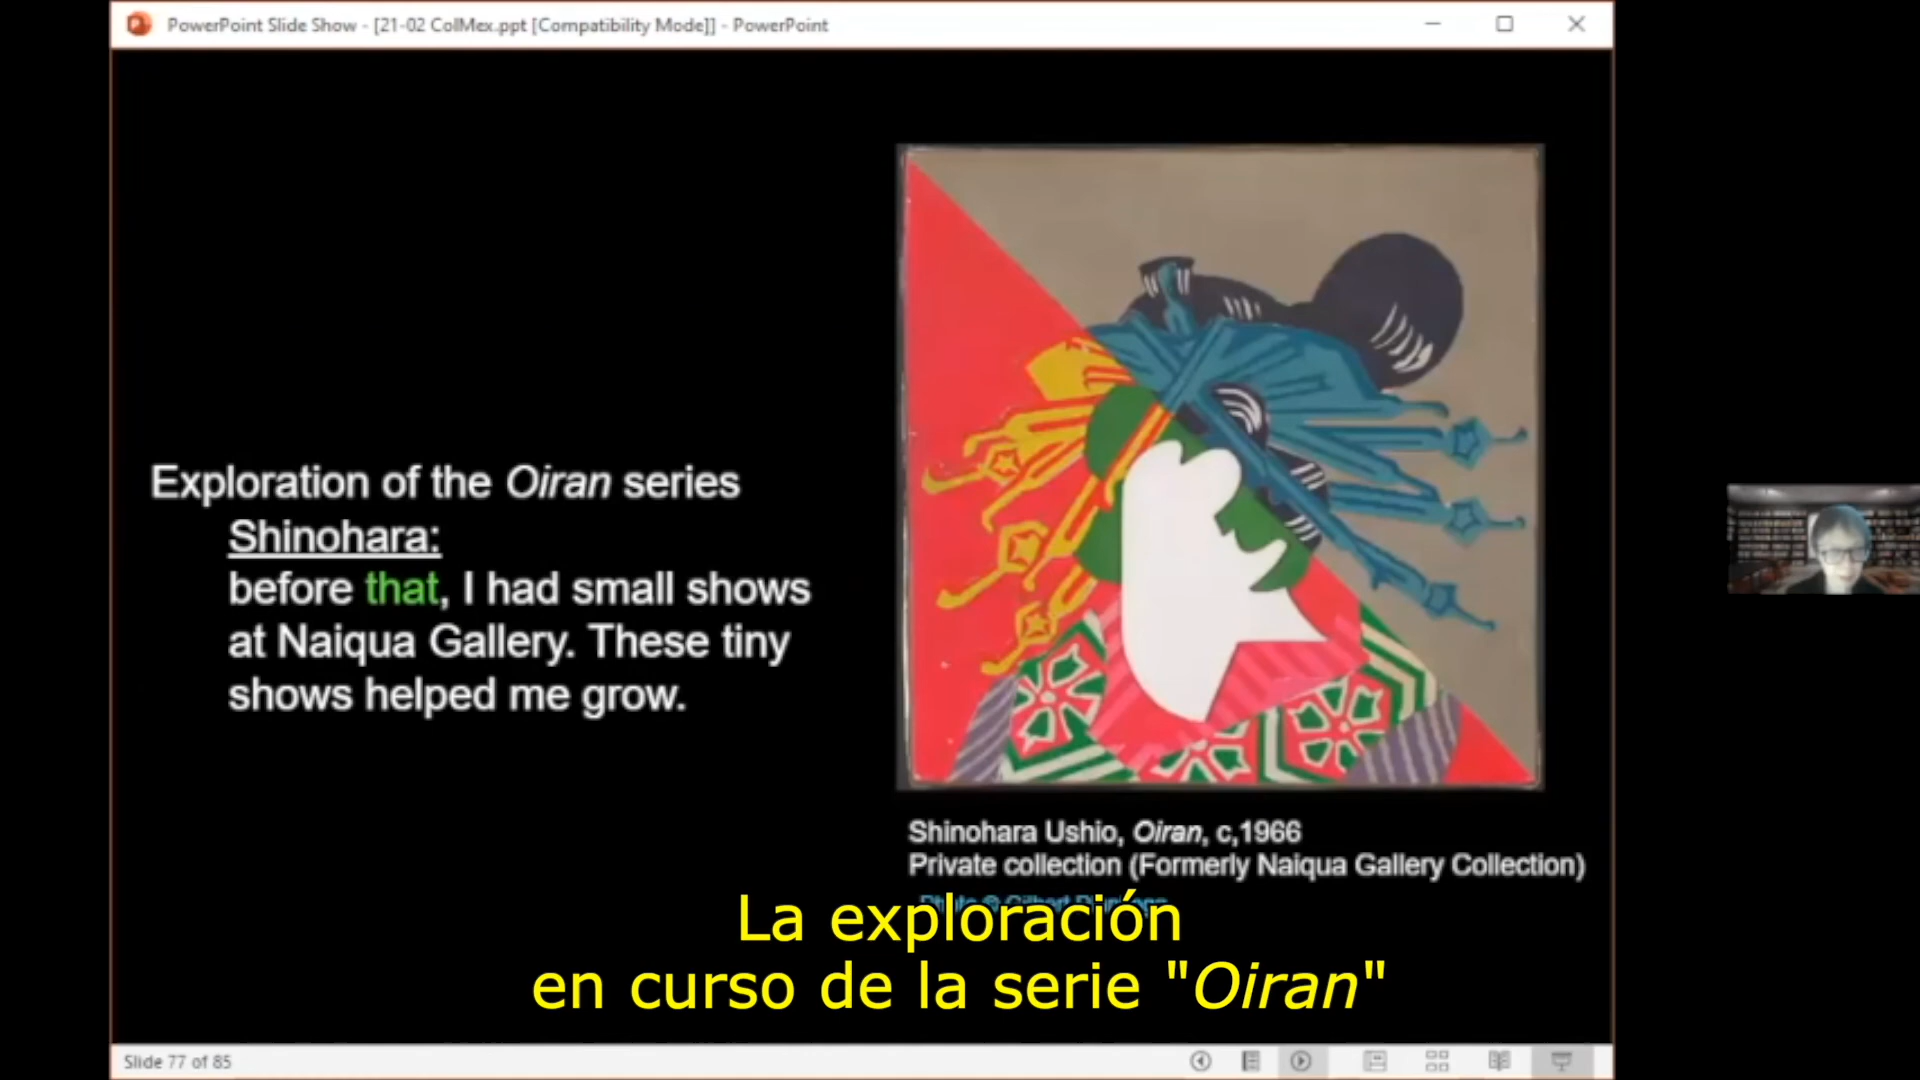 PowerPoint Slide Show - [21-02 ColMex.ppt [Compatibility Mode]] - PowerPoint
Exploration of the Oiran series
Shinohara:
before that, I had small shows
at Naiqua Gallery. These tiny
shows helped me grow.
Shinohara Ushio, Oiran, c,1966
Private collection (Formerly Naiqua Gallery Collection)
La exploración
en curso de la serie "Oiran"
Slide 77 of 85